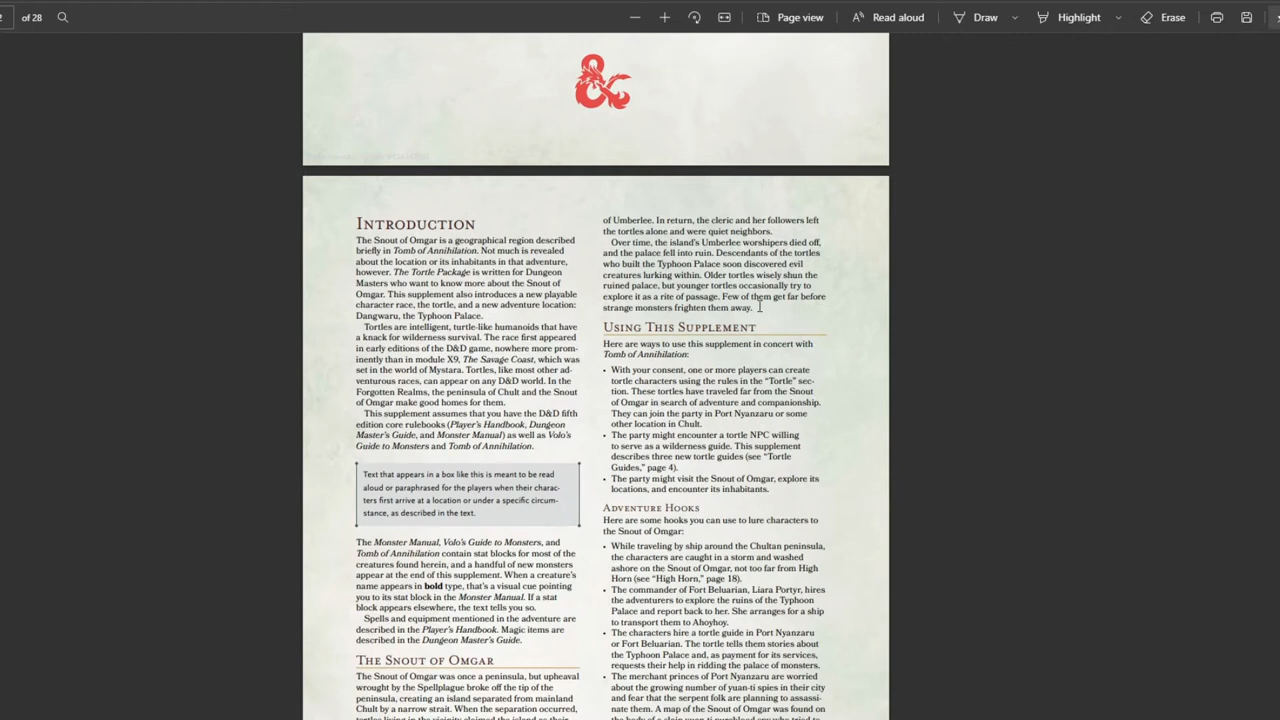 2
of 28
Page view
Read aloud
Draw
Highlight
Erase
Introduction
The Snout of Omgar is a geographical region described
briefly in Tomb of Annihilation. Not much is revealed
about the location or its inhabitants in that adventure,
however. The Tortle Package is written for Dungeon
Masters who want to know more about the Snout of
Omgar. This supplement also introduces a new playable
character race, the tortle, and a new adventure location:
Dangwaru, the Typhoon Palace.
Tortles are intelligent, turtle-like humanoids that have
a knack for wilderness survival. The race first appeared
in early editions of the D&D game, nowhere more prom-
inently than in module X9, The Savage Coast, which was
set in the world of Mystara. Tortles, like most other ad-
venturous races, can appear on any D&D world. In the
Forgotten Realms, the peninsula of Chult and the Snout
of Omgar make good homes for them.
This supplement assumes that you have the D&D fifth
edition core rulebooks (Player's Handbook, Dungeon
Master's Guide, and Monster Manual) as well as Volo's
Guide to Monsters and Tomb of Annihilation.
Text that appears in a box like this is meant to be read
aloud or paraphrased for the players when their charac-
ters first arrive at a location or under a specific circum-
stance, as described in the text.
The Monster Manual, Volo's Guide to Monsters, and
Tomb of Annihilation contain stat blocks for most of the
creatures found herein, and a handful of new monsters
appear at the end of this supplement. When a creature's
name appears in bold type, that's a visual cue pointing
you to its stat block in the Monster Manual. If a stat
block appears elsewhere, the text tells you so.
Spells and equipment mentioned in the adventure are
described in the Player's Handbook. Magic items are
described in the Dungeon Master's Guide.
The Snout of Omgar
The Snout of Omgar was once a peninsula, but upheaval
wrought by the Spellplague broke off the tip of the
peninsula, creating an island separated from mainland
Chult by a narrow strait. When the separation occurred,
tortles living in the vicinity claimed the island as their
of Umberlee. In return, the cleric and her followers left
the tortles alone and were quiet neighbors.
Over time, the island's Umberlee worshipers died off,
and the palace fell into ruin. Descendants of the tortles
who built the Typhoon Palace soon discovered evil
creatures lurking within. Older tortles wisely shun the
ruined palace, but younger tortles occasionally try to
explore it as a rite of passage. Few of them get far before
strange monsters frighten them away.
Using This Supplement
Here are ways to use this supplement in concert with
Tomb of Annihilation:
• With your consent, one or more players can create
tortle characters using the rules in the "Tortle" sec-
tion. These tortles have traveled far from the Snout
of Omgar in search of adventure and companionship.
They can join the party in Port Nyanzaru or some
other location in Chult.
• The party might encounter a tortle NPC willing
to serve as a wilderness guide. This supplement
describes three new tortle guides (see "Tortle
Guides," page 4).
• The party might visit the Snout of Omgar, explore its
locations, and encounter its inhabitants.
Adventure Hooks
Here are some hooks you can use to lure characters to
the Snout of Omgar:
• While traveling by ship around the Chultan peninsula,
the characters are caught in a storm and washed
ashore on the Snout of Omgar, not too far from High
Horn (see "High Horn," page 18).
• The commander of Fort Beluarian, Liara Portyr, hires
the adventurers to explore the ruins of the Typhoon
Palace and report back to her. She arranges for a ship
to transport them to Ahoyhoy.
• The characters hire a tortle guide in Port Nyanzaru
or Fort Beluarian. The tortle tells them stories about
the Typhoon Palace and, as payment for its services,
requests their help in ridding the palace of monsters.
• The merchant princes of Port Nyanzaru are worried
about the growing number of yuan-ti spies in their city
and fear that the serpent folk are planning to assassi-
nate them. A map of the Snout of Omgar was found on
the body of a slain yuan-ti pureblood spy who tried to